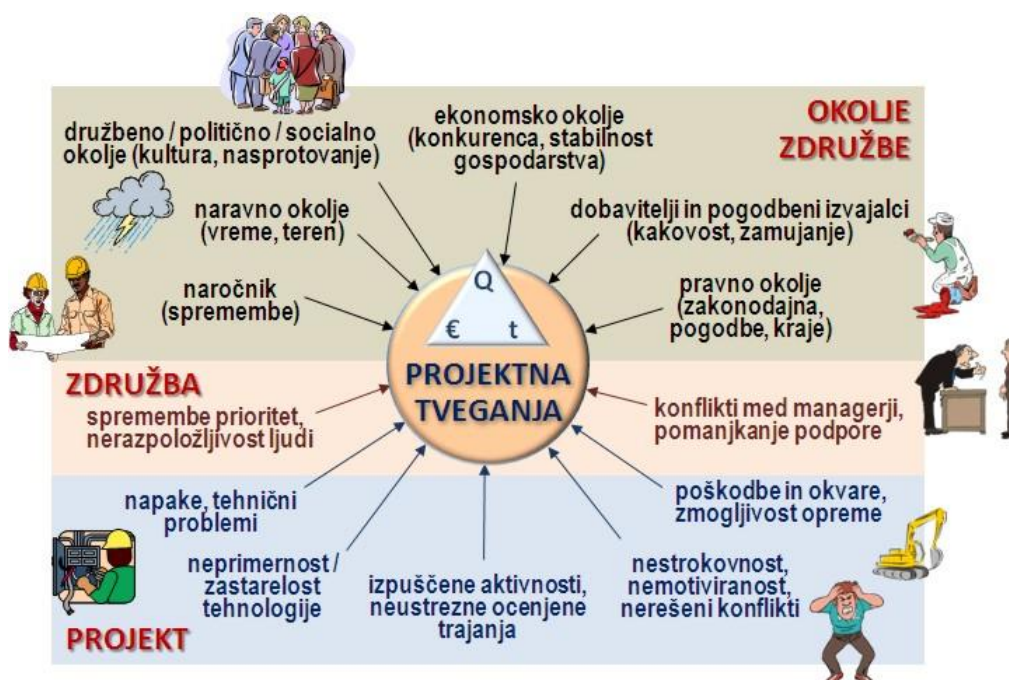 OKOLJE
ZDRUŽBE
družbeno / politično / socialno
okolje (kultura, nasprotovanje)
ekonomsko okolje
(konkurenca, stabilnost
gospodarstva)
naravno okolje
(vreme, teren)
dobavitelji in pogodbeni izvajalci
(kakovost, zamujanje)
naročnik
(spremembe)
pravno okolje
(zakonodajna,
pogodbe, kraje)
Q
€ t
PROJEKTNA
TVEGANJA
ZDRUŽBA
spremembe prioritet,
nerazpoložljivost ljudi
konflikti med managerji,
pomanjkanje podpore
napake, tehnični
problemi
poškodbe in okvare,
zmogljivost opreme
neprimernost /
zastarelost
tehnologije
izpuščene aktivnosti,
neustrezne ocenjene
trajanja
nestrokovnost,
nemotiviranost,
nerešeni konflikti
PROJEKT